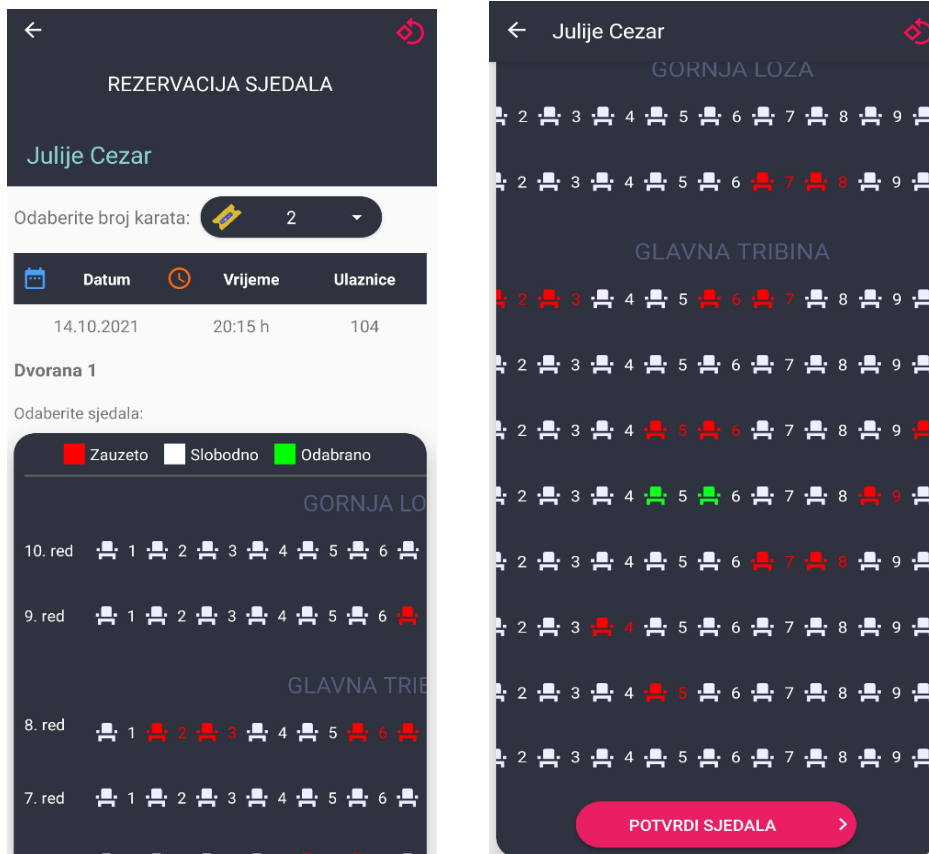 REZERVACIJA SJEDALA
Julije Cezar
Odaberite broj karata: 2
Datum Vrijeme Ulaznice
14.10.2021 20:15 h 104
Dvorana 1
Odaberite sjedala:
Zauzeto Slobodno Odabrano
GORNJA LO
10. red 1 2 3 4 5 6
9. red 1 2 3 4 5 6
GLAVNA TRIB
8. red 1 2 3 4 5 6
7. red 1 2 3 4 5 6
Julije Cezar
GORNJA LOZA
2 3 4 5 6 7 8 9
2 3 4 5 6 7 8 9
GLAVNA TRIBINA
2 3 4 5 6 7 8 9
2 3 4 5 6 7 8 9
2 3 4 5 6 7 8 9
2 3 4 5 6 7 8 9
2 3 4 5 6 7 8 9
2 3 4 5 6 7 8 9
2 3 4 5 6 7 8 9
2 3 4 5 6 7 8 9
POTVRDI SJEDALA